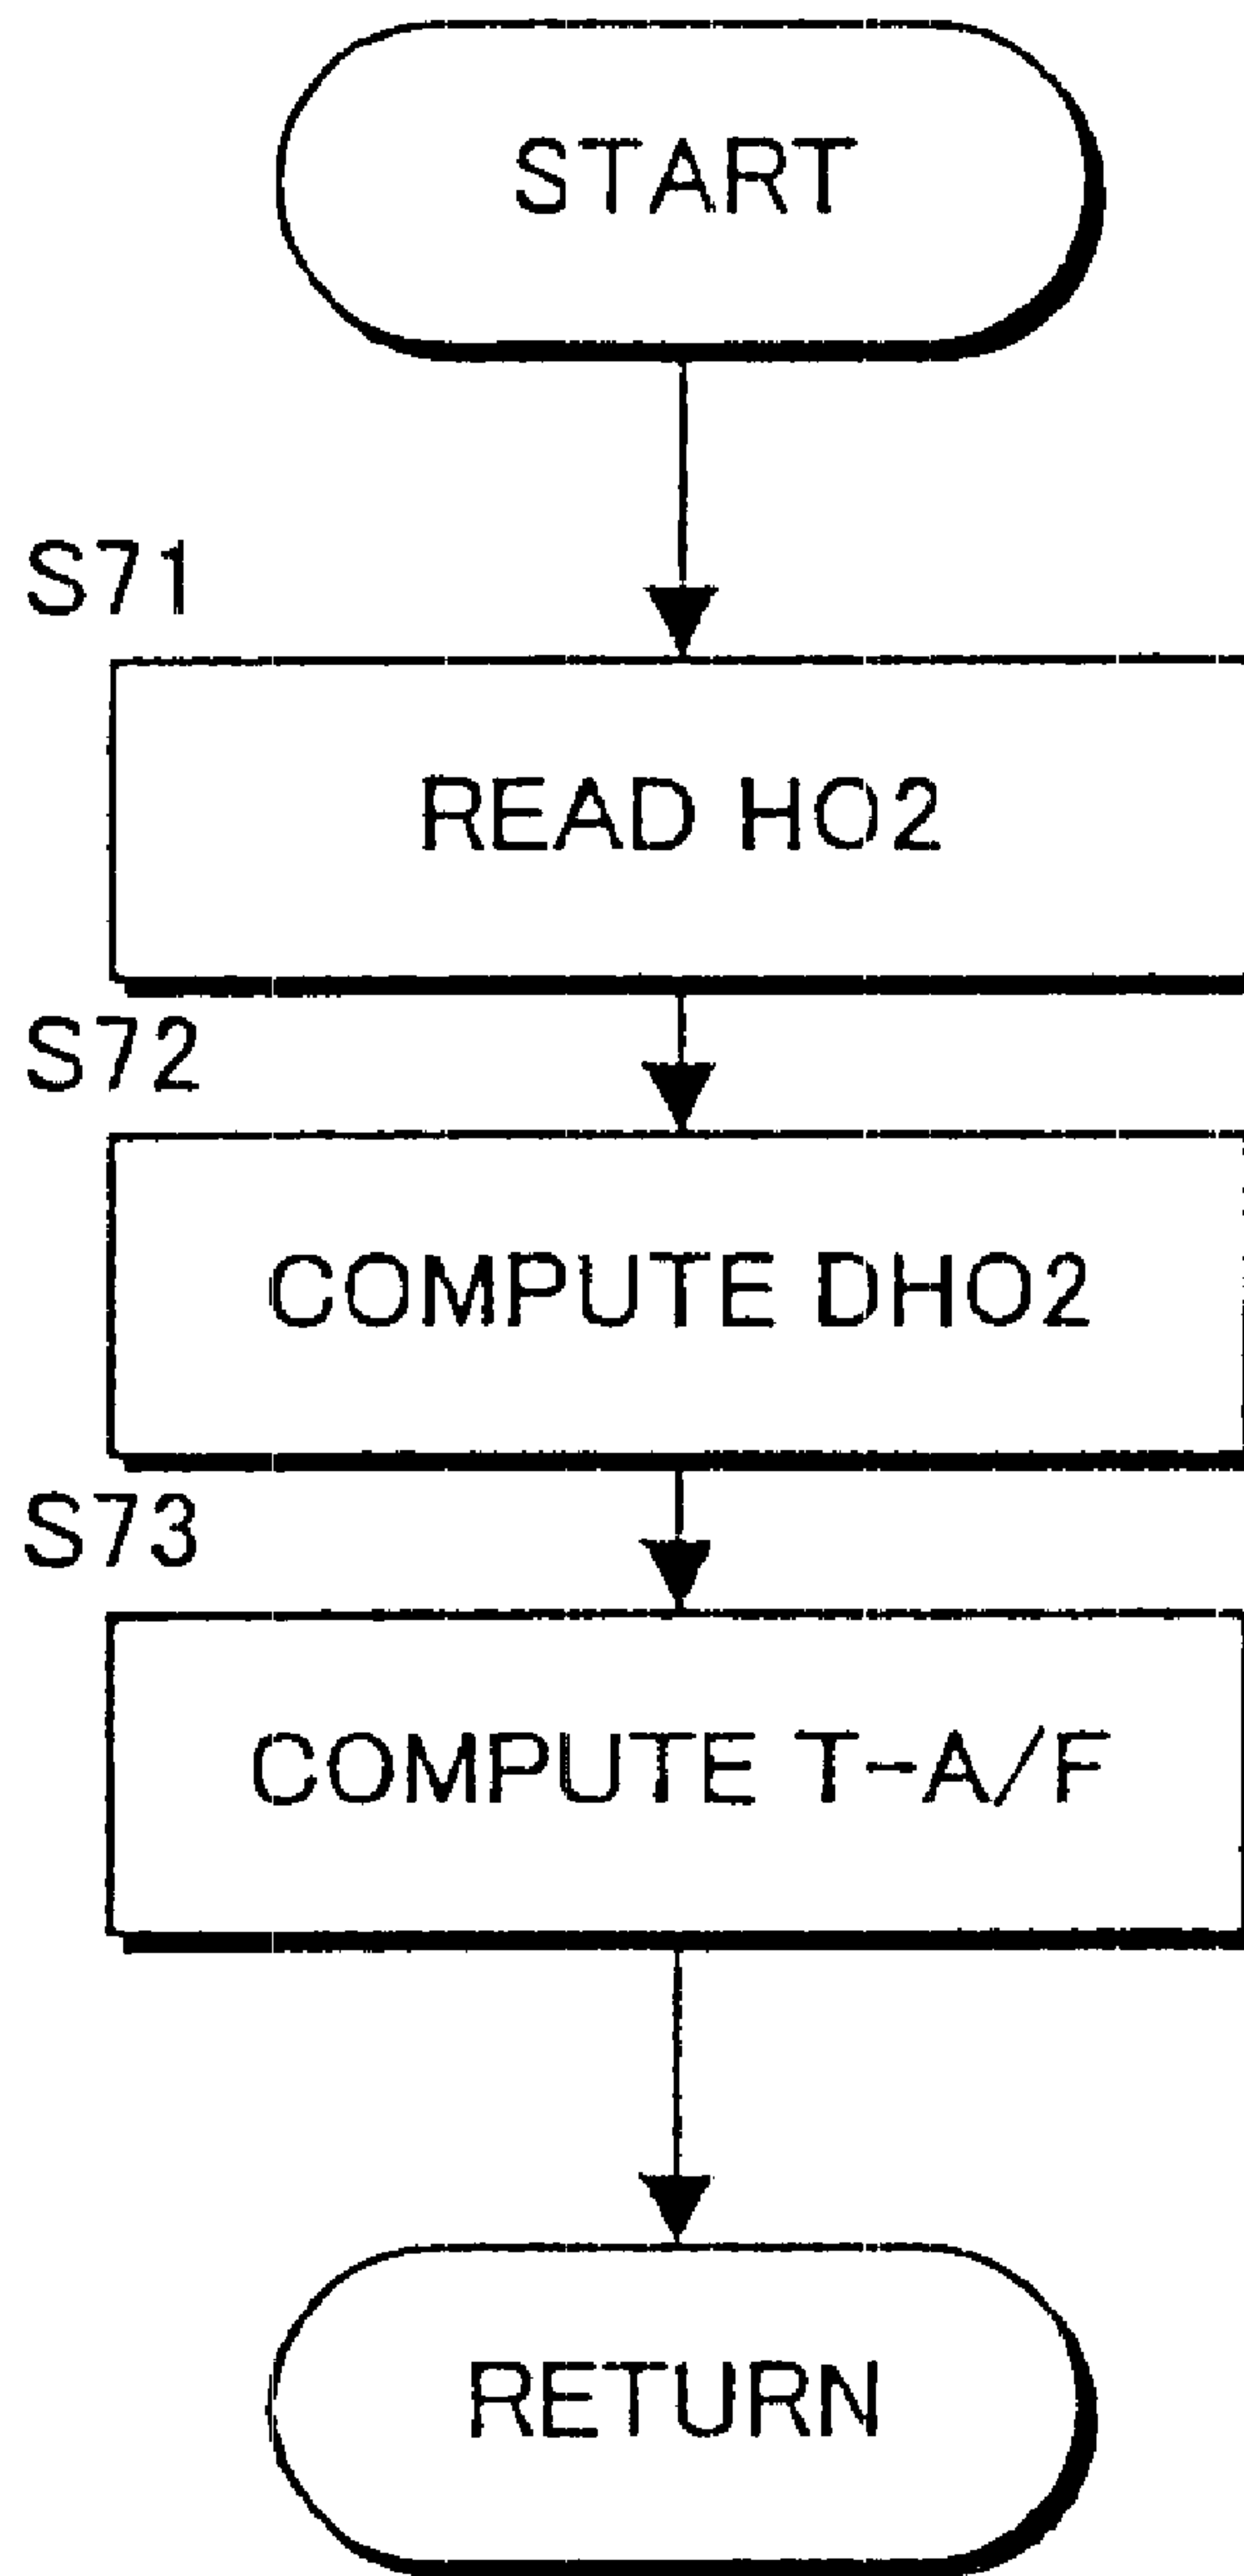 START
S71
READ HO2
S72
COMPUTE DHO2
S73
COMPUTE T-A/F
RETURN